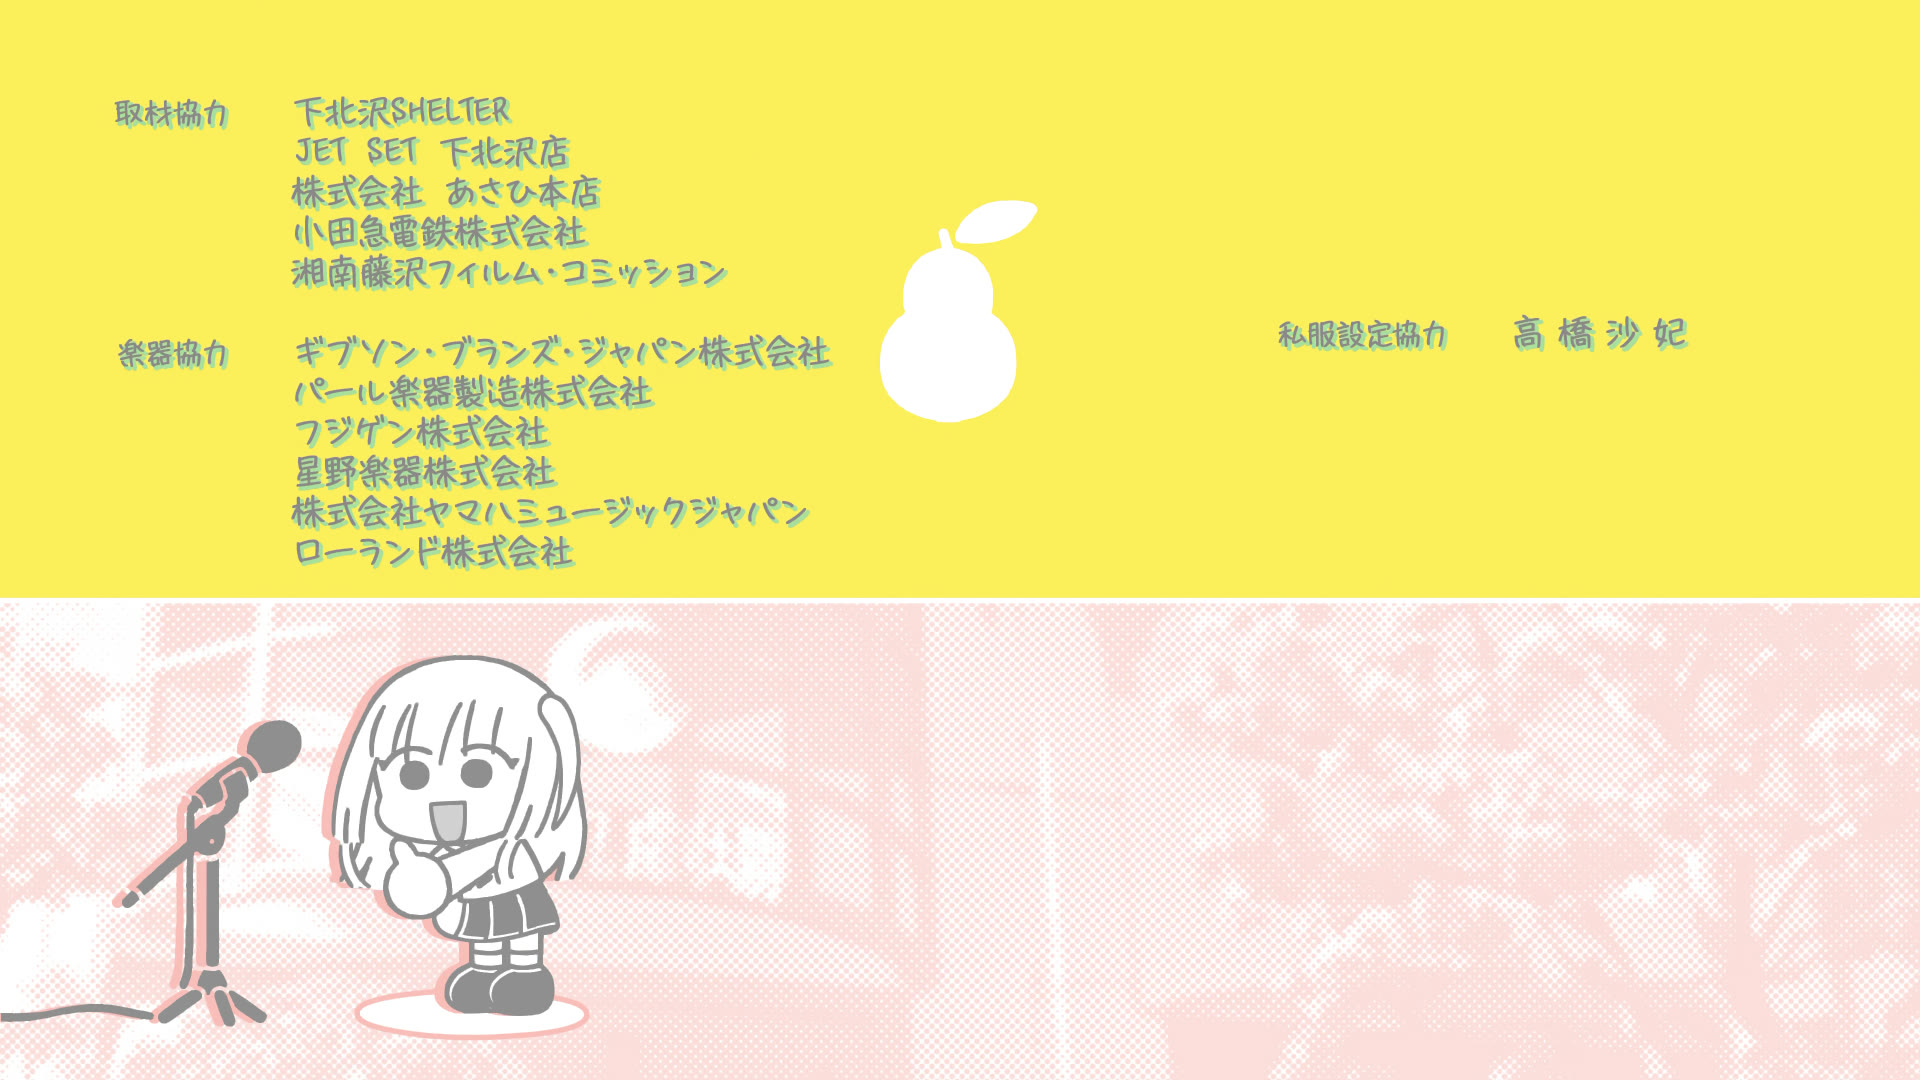 取材協力 下北沢SHELTER
JET SET 下北沢店
株式会社 あさひ本店
小田急電鉄株式会社
湘南藤沢フィルム・コミッション
楽器協力 ギブソン・ブランズ・ジャパン株式会社
パール楽器製造株式会社
フジゲン株式会社
星野楽器株式会社
株式会社ヤマハミュージックジャパン
ローランド株式会社
私服設定協力 高橋沙妃